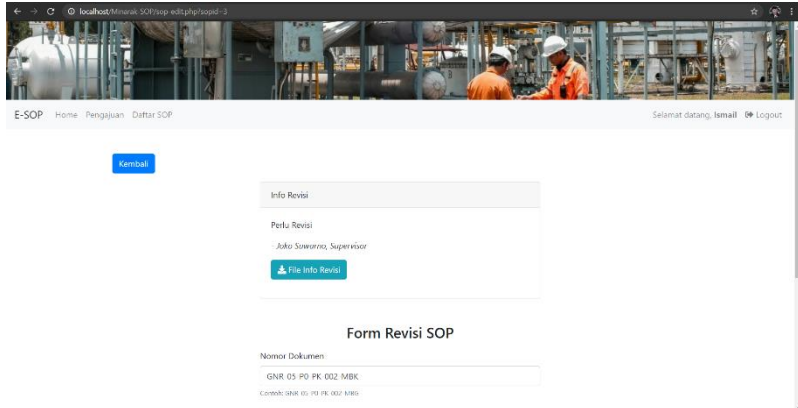 localhost/Minarak-SOP/sop-edit.php/sopid=3
E-SOP Home Pengajuan Daftar SOP Selamat datang, Ismail Logout
Kembali
Info Revisi
Perlu Revisi
- Joko Suwarno, Supervisor
File Info Revisi
Form Revisi SOP
Nomor Dokumen
GNR 05 P0 PK 002 MBK
Contoh: GNR 05 P0 PK 002 MBG